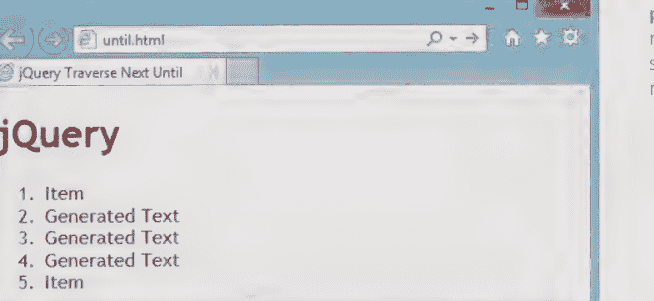 until.html
jQuery Traverse Next Until
jQuery
1. Item
2. Generated Text
3. Generated Text
4. Generated Text
5. Item